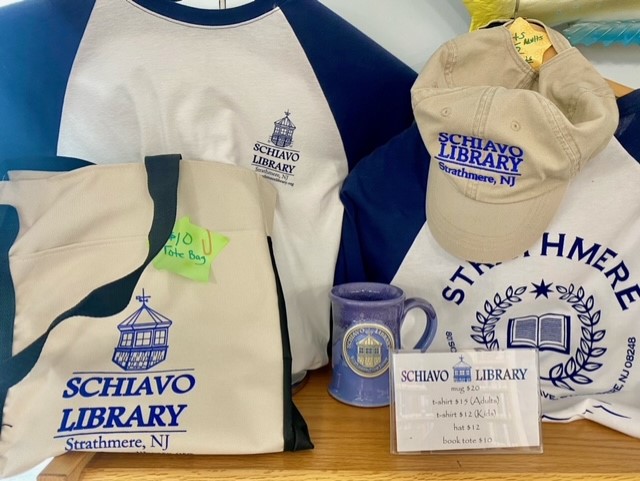 SCHIAVO
LIBRARY
Strathmere, NJ
Adults
SCHIAVO
LIBRARY
Strathmere, NJ
$10
Tote Bag
SCHIAVO
LIBRARY
Strathmere, NJ
STRATHMERE
NJ 08248
SCHIAVO LIBRARY
mug $20
t-shirt $15 (Adults)
t-shirt $12 (Kids)
hat $12
book tote $10